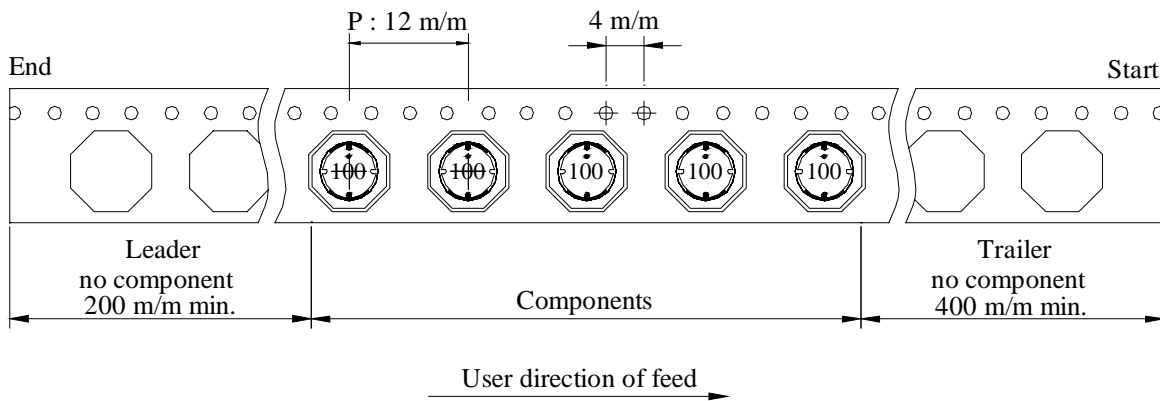 P : 12 m/m
4 m/m
End
Start
100 100 100 100 100
Leader
no component
200 m/m min.
Components
Trailer
no component
400 m/m min.
User direction of feed